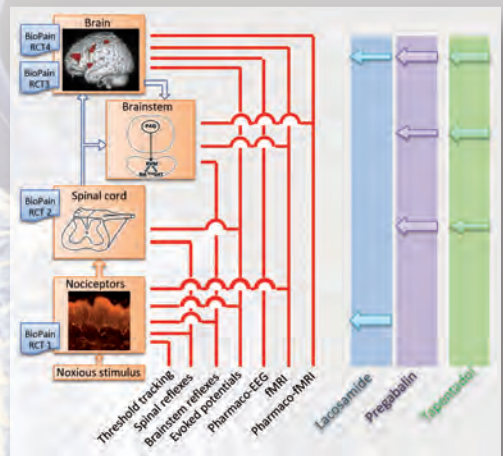 Brain
BioPain
RCT4
BioPain
RCT3
Brainstem
PAG
BioPain
RCT 2
Spinal cord
Nociceptors
BioPain
RCT 1
Noxious stimulus
Threshold tracking
Spinal reflexes
Brainstem reflexes
Evoked potentials
Pharmaco-EEG
fMRI
Pharmaco-fMRI
Lacosamide
Pregabalin
Tapentadol